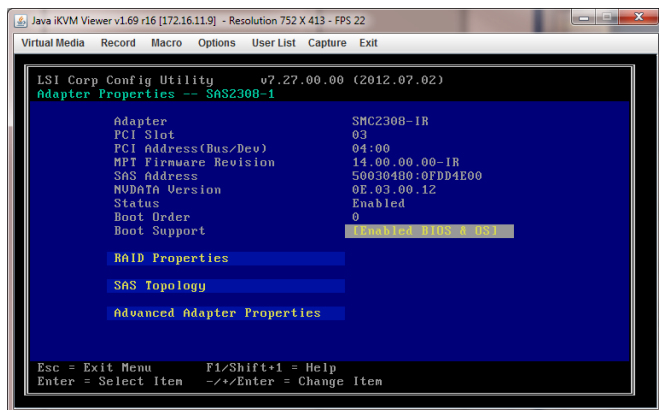 Java iKVM Viewer v1.69 r16 [172.16.11.9] - Resolution 752 X 413 - FPS 22
Virtual Media Record Macro Options User List Capture Exit
LSI Corp Config Utility v7.27.00.00 (2012.07.02)
Adapter Properties -- SAS2308-1
Adapter SMC2308-IR
PCI Slot 03
PCI Address(Bus/Dev) 04:00
MPT Firmware Revision 14.00.00.00-IR
SAS Address 50030480:0FDD4E00
NVDATA Version 0E.03.00.12
Status Enabled
Boot Order 0
Boot Support [Enabled BIOS & OS]
RAID Properties
SAS Topology
Advanced Adapter Properties
Esc = Exit Menu F1/Shift+1 = Help
Enter = Select Item -/+/Enter = Change Item